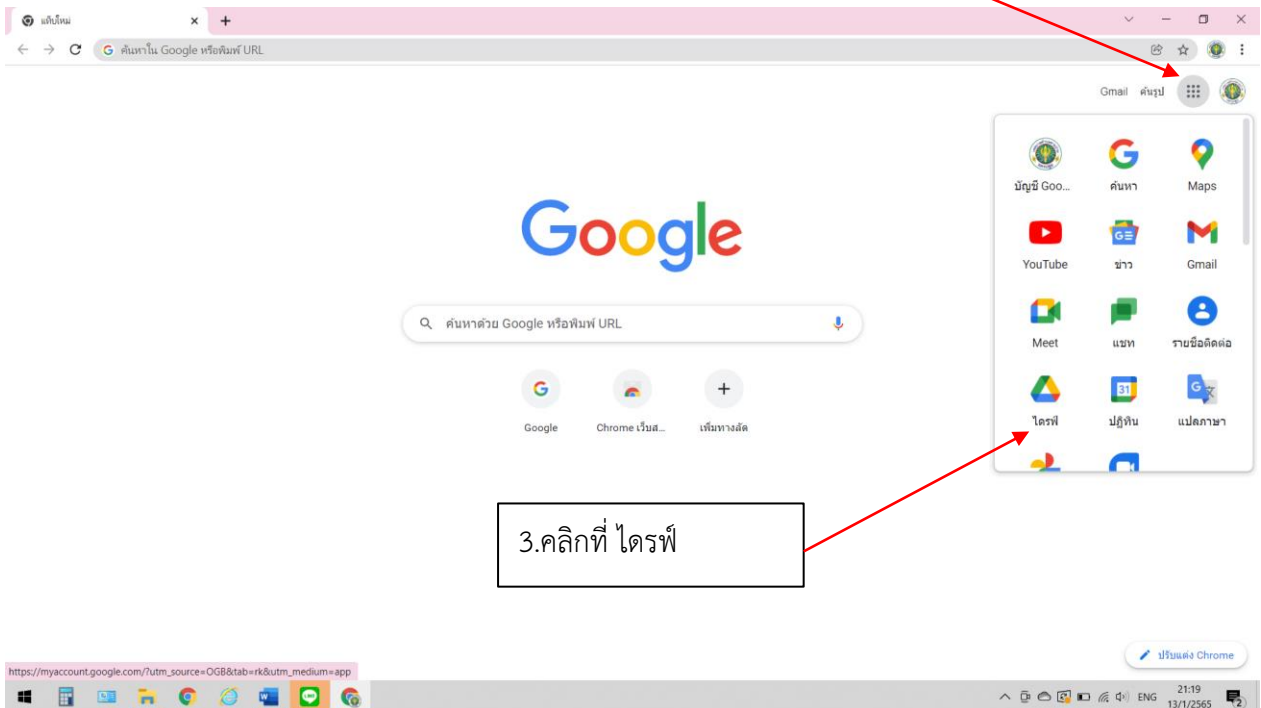 แท็บใหม่
ค้นหาใน Google หรือพิมพ์ URL
Gmail ค้นรูป
บัญชี Goo... ค้นหา Maps
Google
YouTube ข่าว Gmail
ค้นหาด้วย Google หรือพิมพ์ URL
Meet แชท รายชื่อติดต่อ
31
ไดรฟ์ ปฏิทิน แปลภาษา
Google Chrome เว็บส... เพิ่มทางลัด
3.คลิกที่ ไดรฟ์
ปรับแต่ง Chrome
https://myaccount.google.com/?utm_source=OGB&tab=rk&utm_medium=app
ENG 21:19
13/1/2565
2